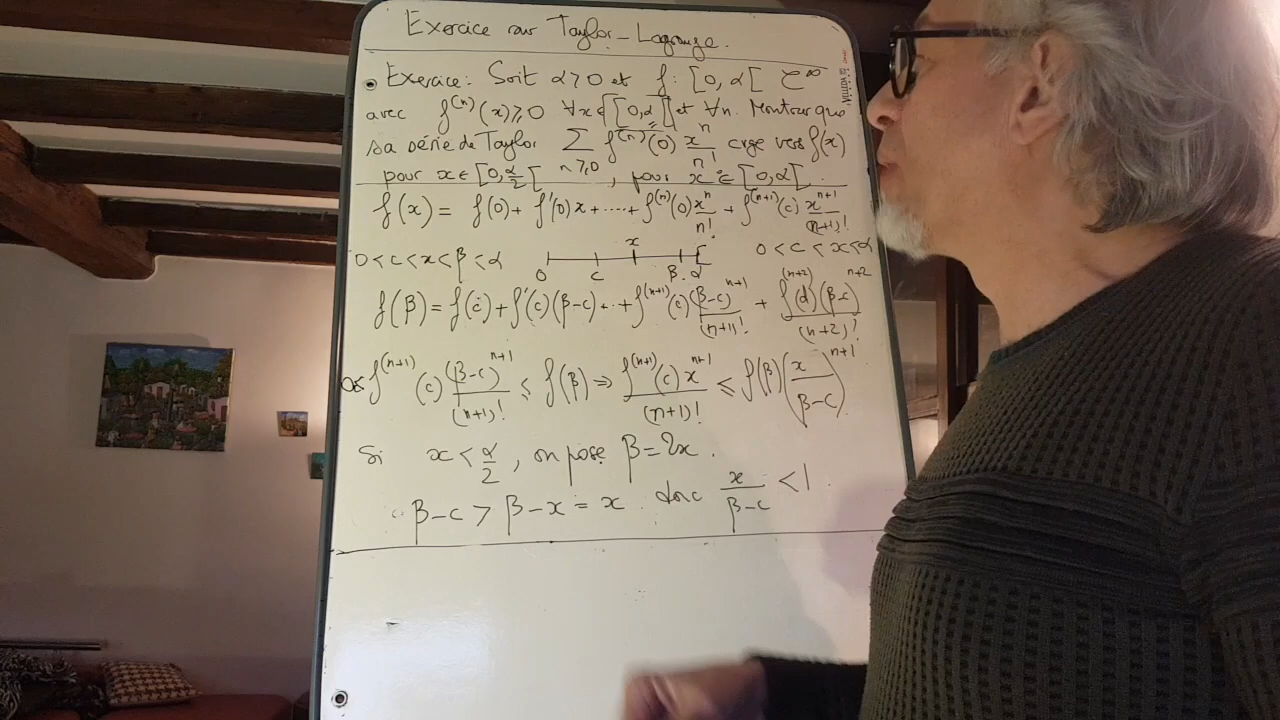 Exercice sur Taylor-Lagrange.
• Exercice: Soit α>0 et f: [0,α[ C^∞
avec f^(n)(x)≥0 ∀x∈[0,α[ et ∀n. Montrer que
sa série de Taylor Σ_{n≥0} f^(n)(0) x^n/n! cvge vers f(x)
pour x∈[0,α/2[ , puis pour x∈[0,α[.
f(x) = f(0)+ f'(0)x+....+f^(n)(0) x^n/n! + f^(n+1)(c) x^(n+1)/(n+1)!
0<c<x<β<α 0 c x β α 0<c<x<α
f(β)=f(c)+f'(c)(β-c)+..+f^(n+1)(c) (β-c)^(n+1)/(n+1)! + f^(n+2)(d)(β-c)^(n+2)/(n+2)!
f^(n+1)(c) (β-c)^(n+1)/(n+1)! ≤ f(β) ⇒ f^(n+1)(c) x^(n+1)/(n+1)! ≤ f(β)(x/(β-c))^(n+1)
Si x<α/2, on pose β=2x.
β-c > β-x = x donc x/(β-c) <1.